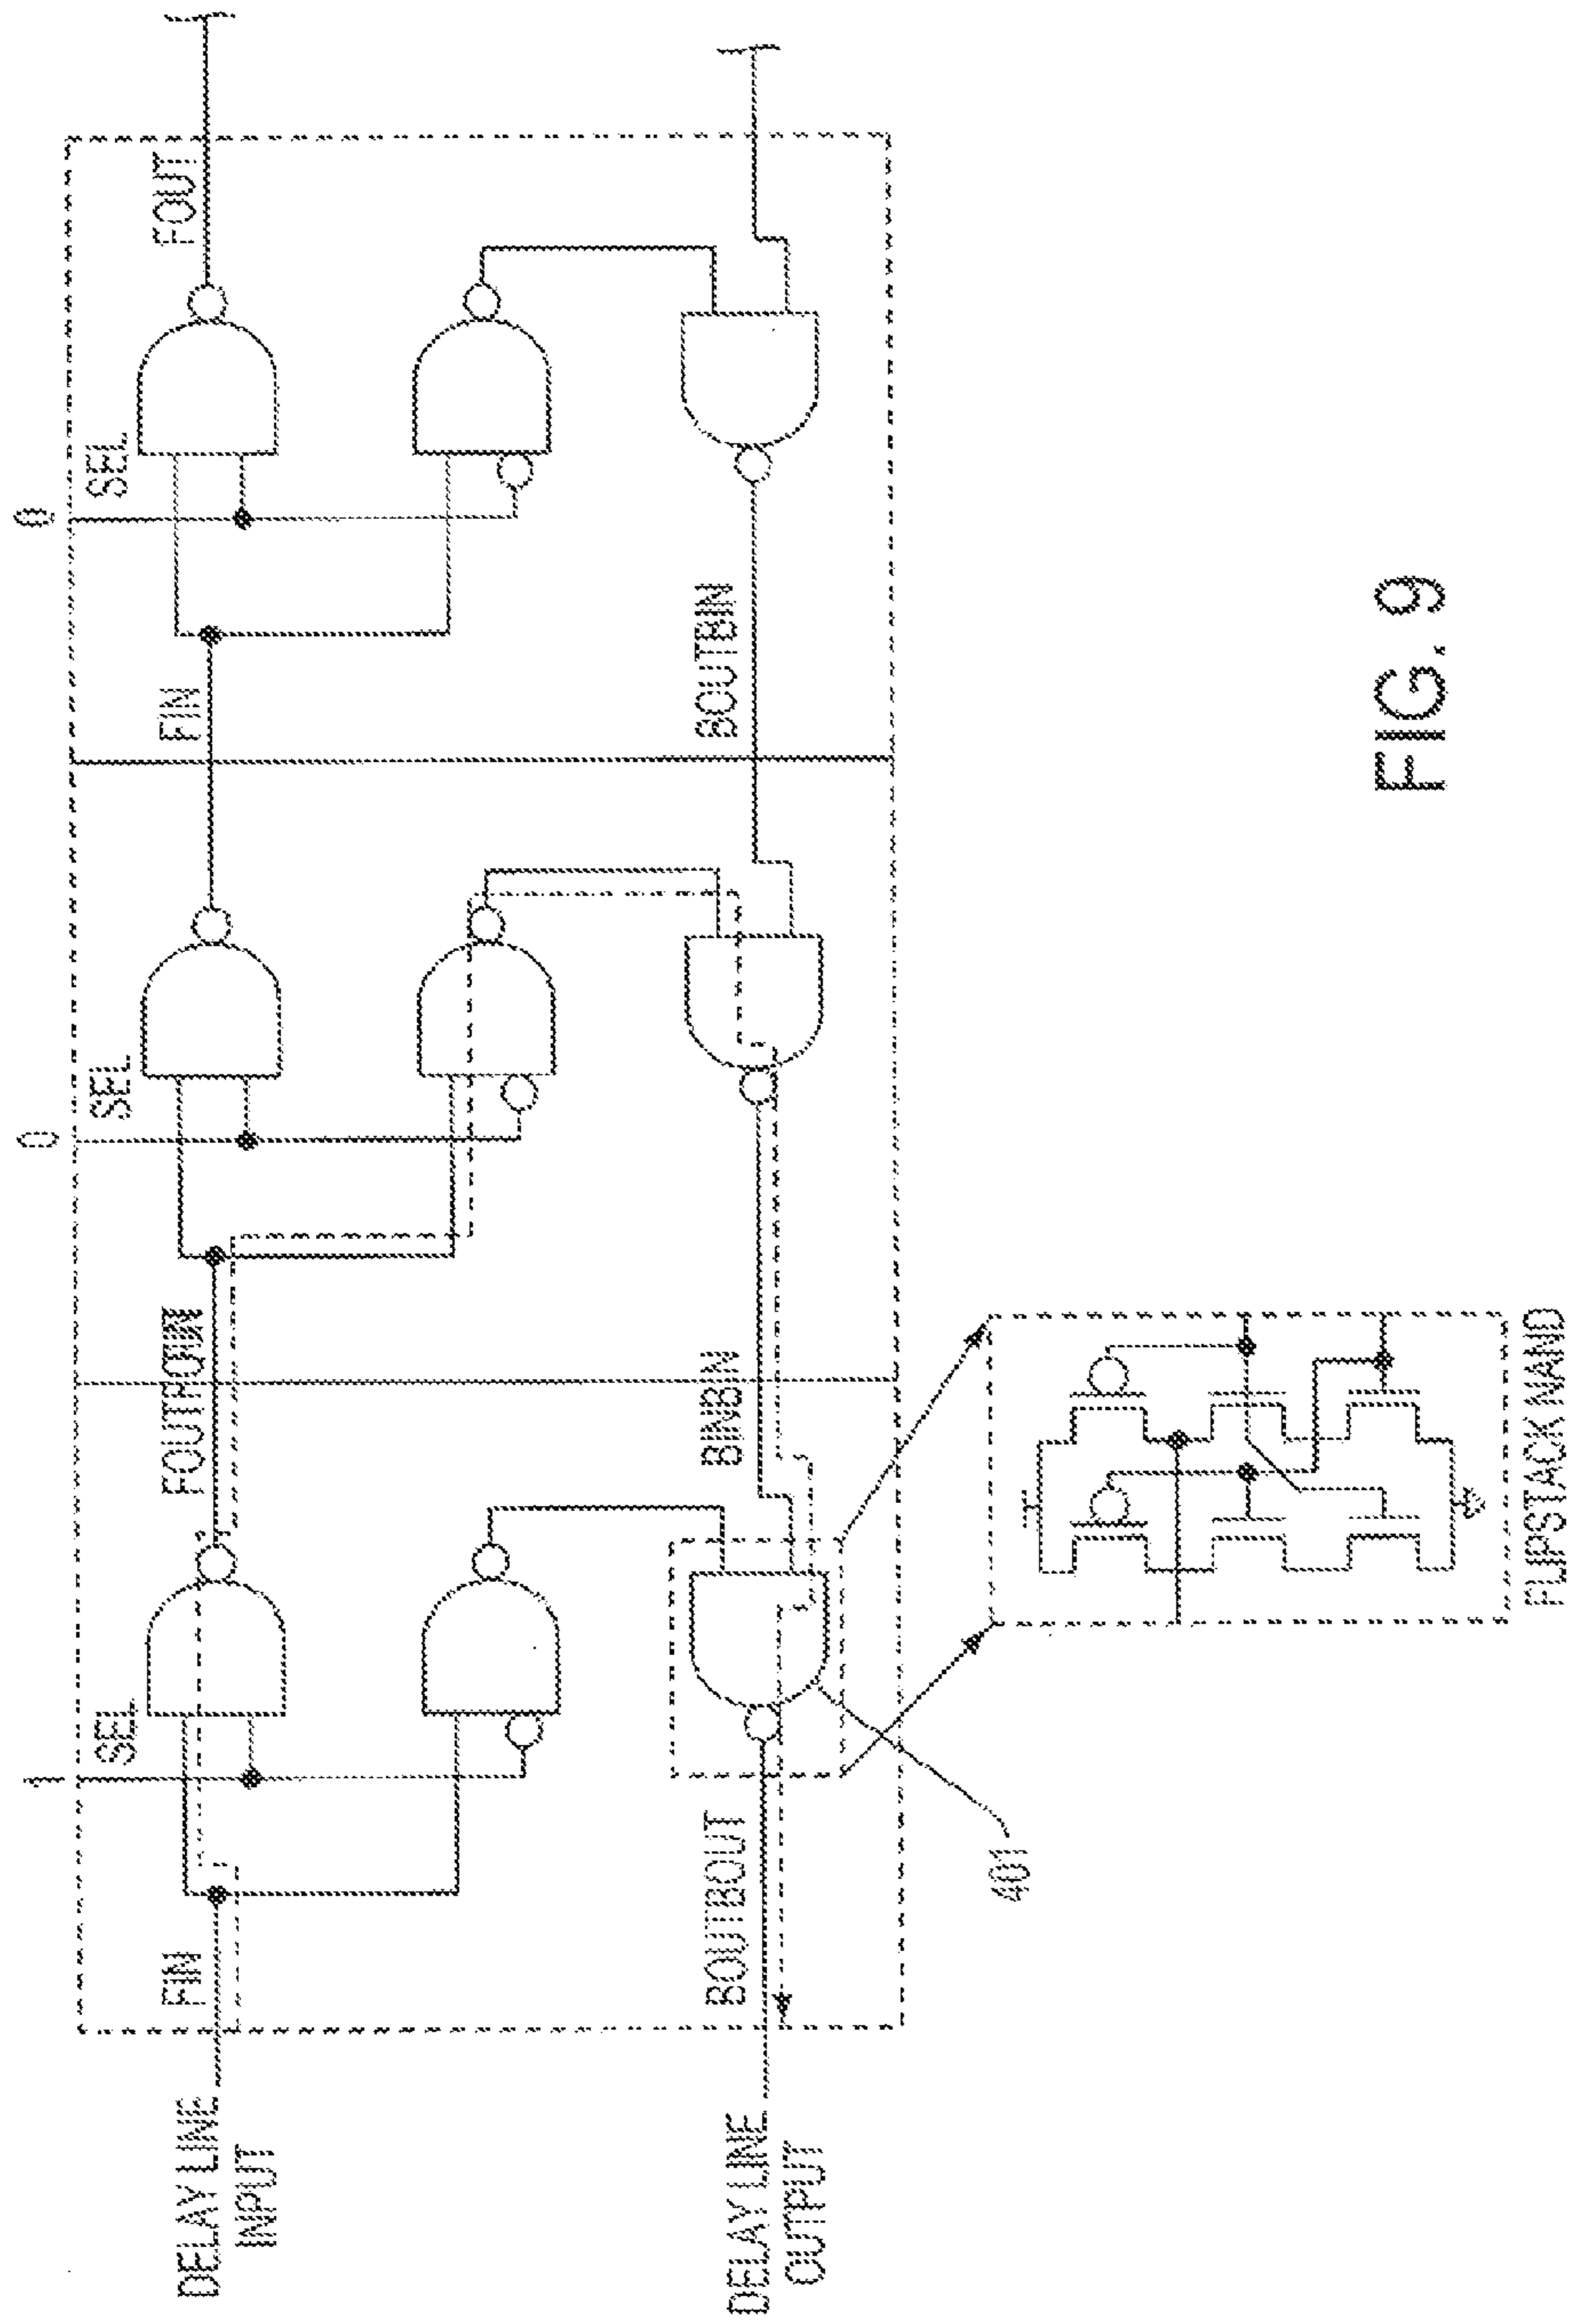 1
0
0
SEL
SEL
SEL
FOUT
DELAY LINE
INPUT
FIN
FOUTFOIN
FIN
DELAY LINE
OUTPUT
BOUTBOUT
BINBIN
BOUTBIN
401
FLIPSTACK NAND
FIG. 9